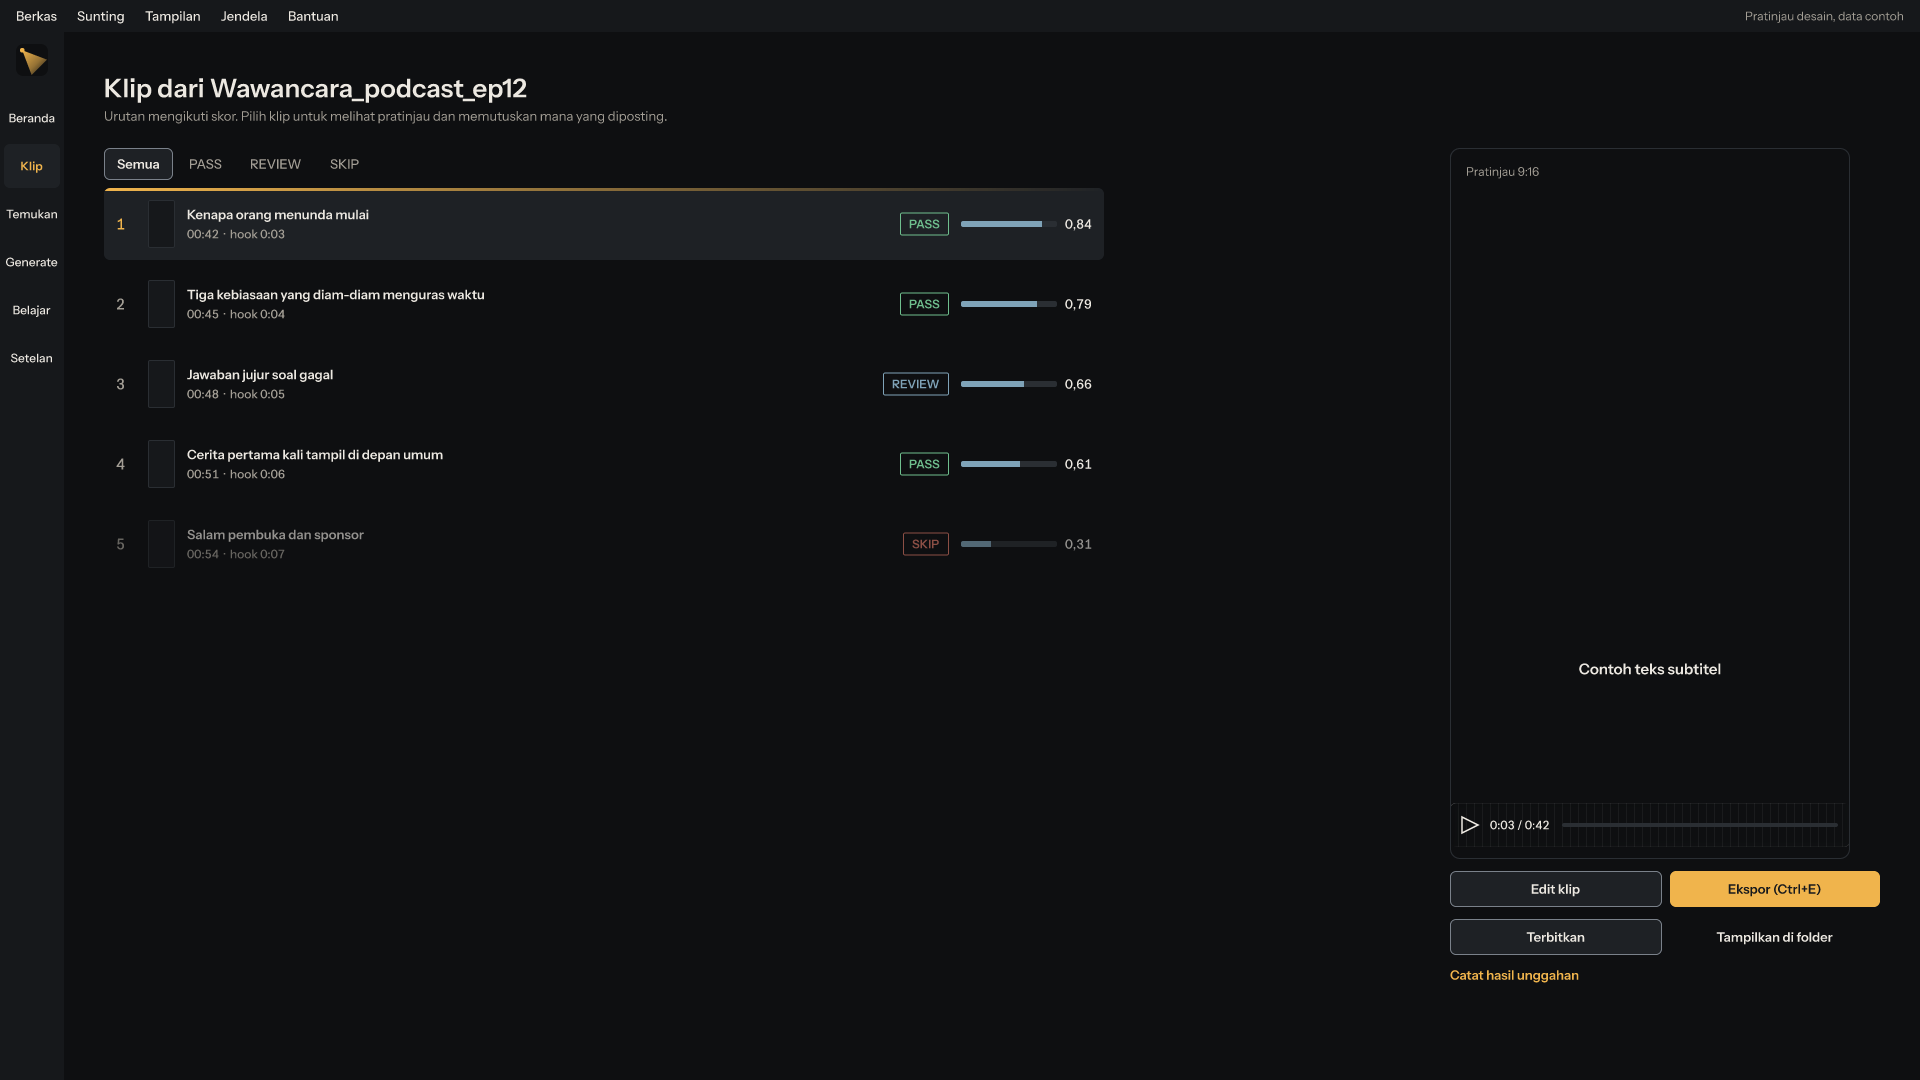 Berkas Sunting Tampilan Jendela Bantuan
Pratinjau desain, data contoh
Beranda
Klip
Temukan
Generate
Belajar
Setelan
Klip dari Wawancara_podcast_ep12
Urutan mengikuti skor. Pilih klip untuk melihat pratinjau dan memutuskan mana yang diposting.
Semua PASS REVIEW SKIP
1 Kenapa orang menunda mulai PASS 0,84
00:42 · hook 0:03
2 Tiga kebiasaan yang diam-diam menguras waktu PASS 0,79
00:45 · hook 0:04
3 Jawaban jujur soal gagal REVIEW 0,66
00:48 · hook 0:05
4 Cerita pertama kali tampil di depan umum PASS 0,61
00:51 · hook 0:06
5 Salam pembuka dan sponsor SKIP 0,31
00:54 · hook 0:07
Pratinjau 9:16
Contoh teks subtitel
0:03 / 0:42
Edit klip Ekspor (Ctrl+E)
Terbitkan Tampilkan di folder
Catat hasil unggahan